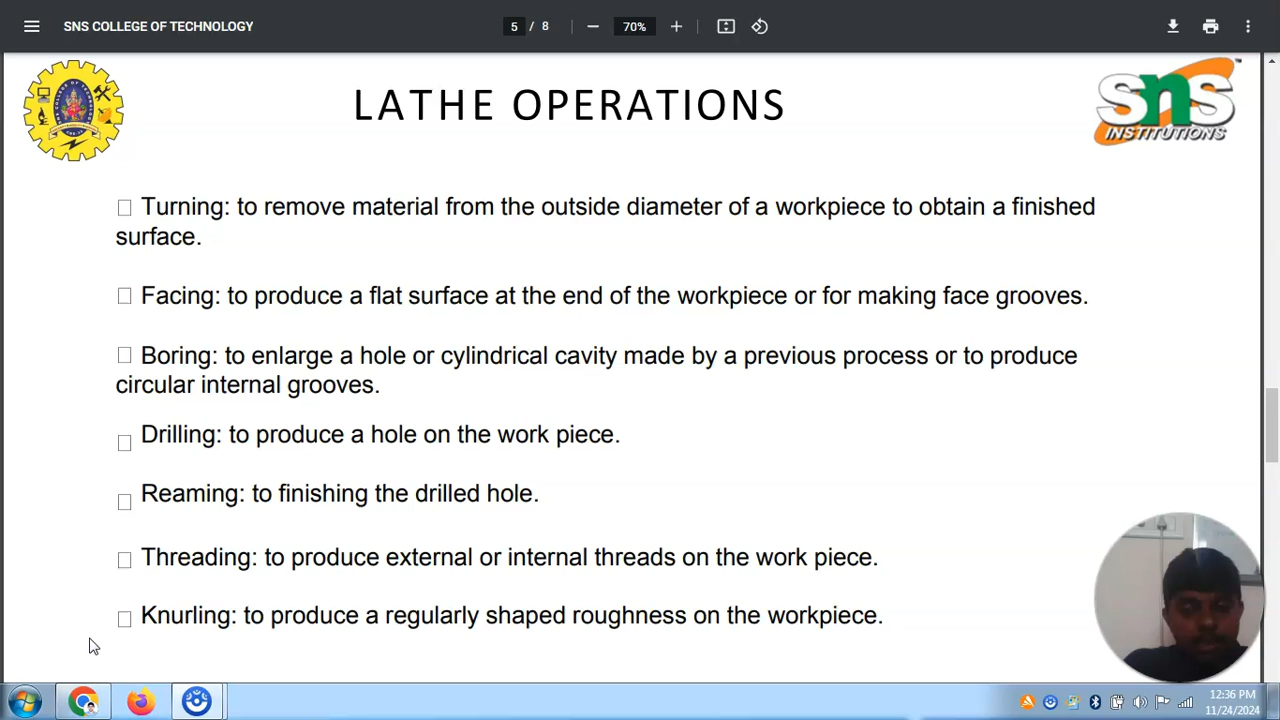 SNS COLLEGE OF TECHNOLOGY
5 / 8
70%
LATHE OPERATIONS
sns
INSTITUTIONS
Turning: to remove material from the outside diameter of a workpiece to obtain a finished
surface.
Facing: to produce a flat surface at the end of the workpiece or for making face grooves.
Boring: to enlarge a hole or cylindrical cavity made by a previous process or to produce
circular internal grooves.
Drilling: to produce a hole on the work piece.
Reaming: to finishing the drilled hole.
Threading: to produce external or internal threads on the work piece.
Knurling: to produce a regularly shaped roughness on the workpiece.
12:36 PM
11/24/2024